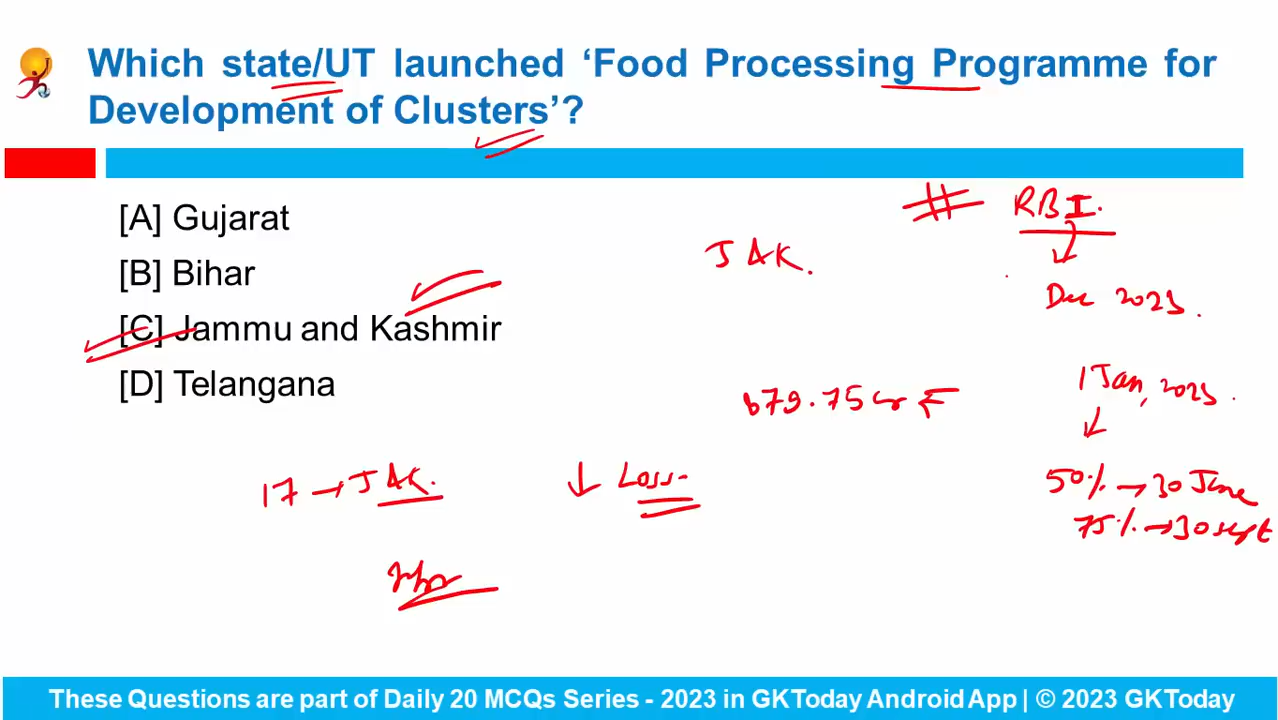 Which state/UT launched ‘Food Processing Programme for
Development of Clusters’?
[A] Gujarat
[B] Bihar
[C] Jammu and Kashmir
[D] Telangana
# RBI.
J AK.
Dec 2023.
1 Jan, 2023.
679.75 Cr
17 → J AK.
↓ Loss
50% → 30 June
75% → 30 sept
These Questions are part of Daily 20 MCQs Series - 2023 in GKToday Android App | © 2023 GKToday